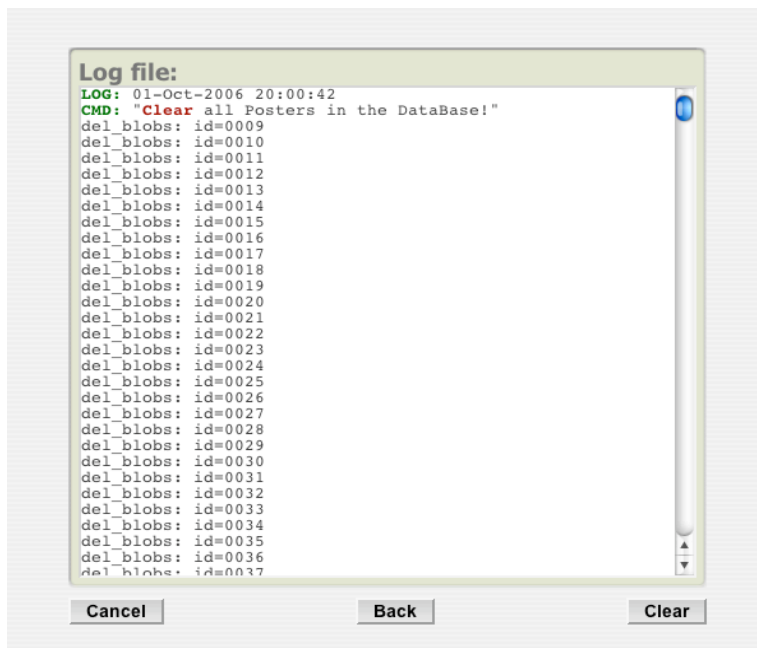 Log file:
LOG: 01-Oct-2006 20:00:42
CMD: "Clear all Posters in the DataBase!"
del_blobs: id=0009
del_blobs: id=0010
del_blobs: id=0011
del_blobs: id=0012
del_blobs: id=0013
del_blobs: id=0014
del_blobs: id=0015
del_blobs: id=0016
del_blobs: id=0017
del_blobs: id=0018
del_blobs: id=0019
del_blobs: id=0020
del_blobs: id=0021
del_blobs: id=0022
del_blobs: id=0023
del_blobs: id=0024
del_blobs: id=0025
del_blobs: id=0026
del_blobs: id=0027
del_blobs: id=0028
del_blobs: id=0029
del_blobs: id=0030
del_blobs: id=0031
del_blobs: id=0032
del_blobs: id=0033
del_blobs: id=0034
del_blobs: id=0035
del_blobs: id=0036
del_blobs: id=0037
Cancel Back Clear